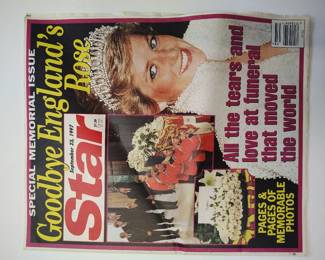 SPECIAL MEMORIAL ISSUE
Goodbye England's
Rose
September 23, 1997
Star
All the tears and
love at funeral
that moved
the world
PAGES &
PAGES OF
MEMORABLE
PHOTOS